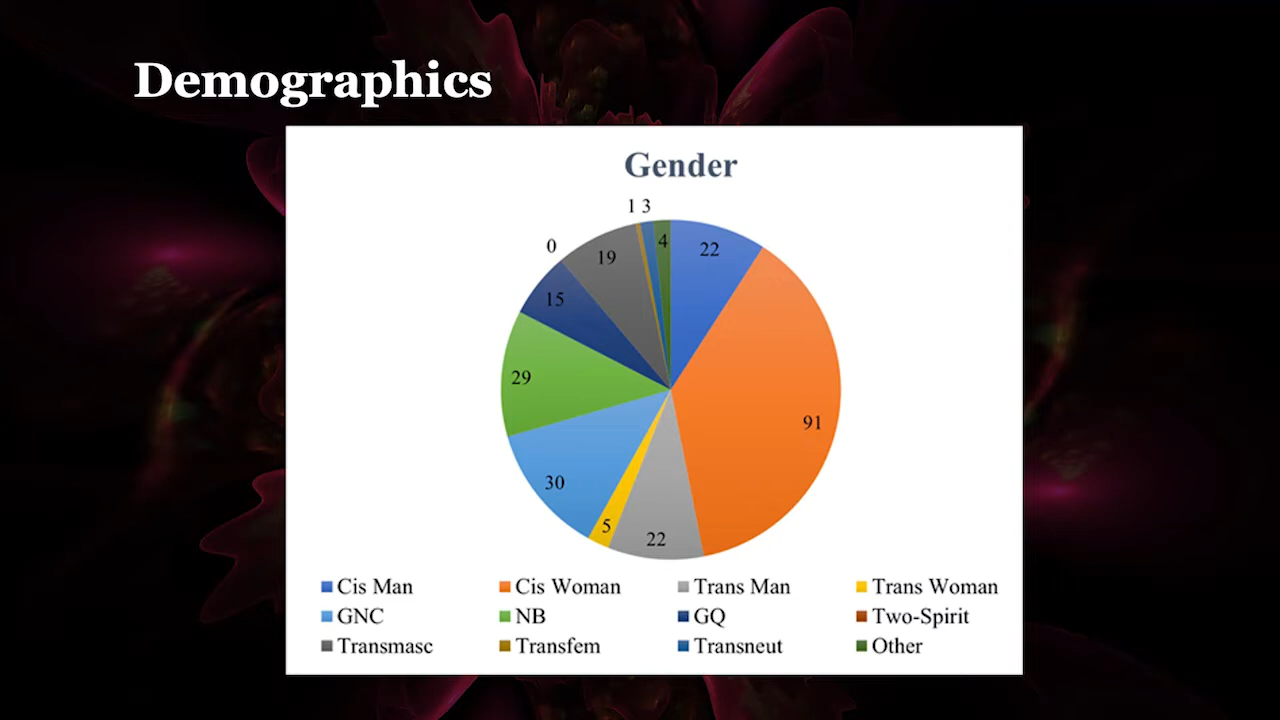 Demographics
Gender
1 3
0
19
4
22
15
29
91
30
5
22
Cis Man
Cis Woman
Trans Man
Trans Woman
GNC
NB
GQ
Two-Spirit
Transmasc
Transfem
Transneut
Other